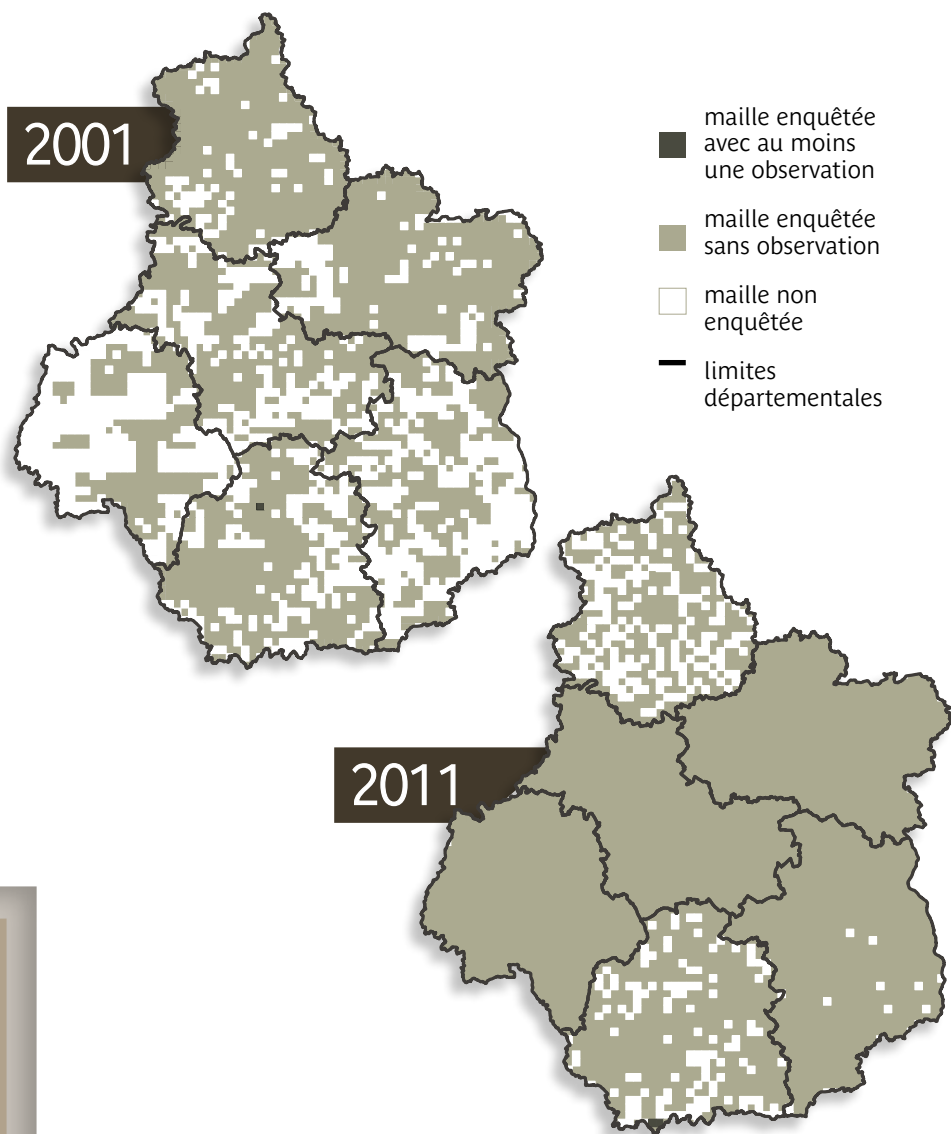 2001
maille enquêtée
avec au moins
une observation
maille enquêtée
sans observation
maille non
enquêtée
limites
départementales
2011